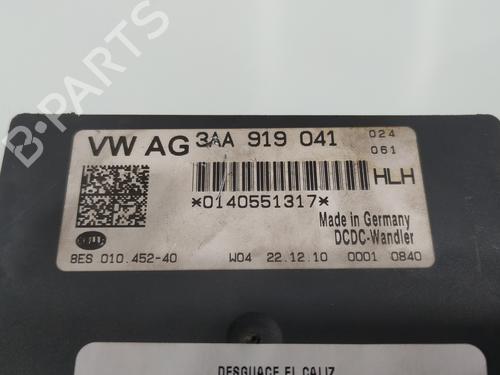 B-PARTS
VW AG 3AA 919 041 024
061
HLH
*0140551317*
Made in Germany
DCDC-Wandler
8ES 010.452-40 W04 22.12.10 0001 0840
DESGUACE EL CALIZ